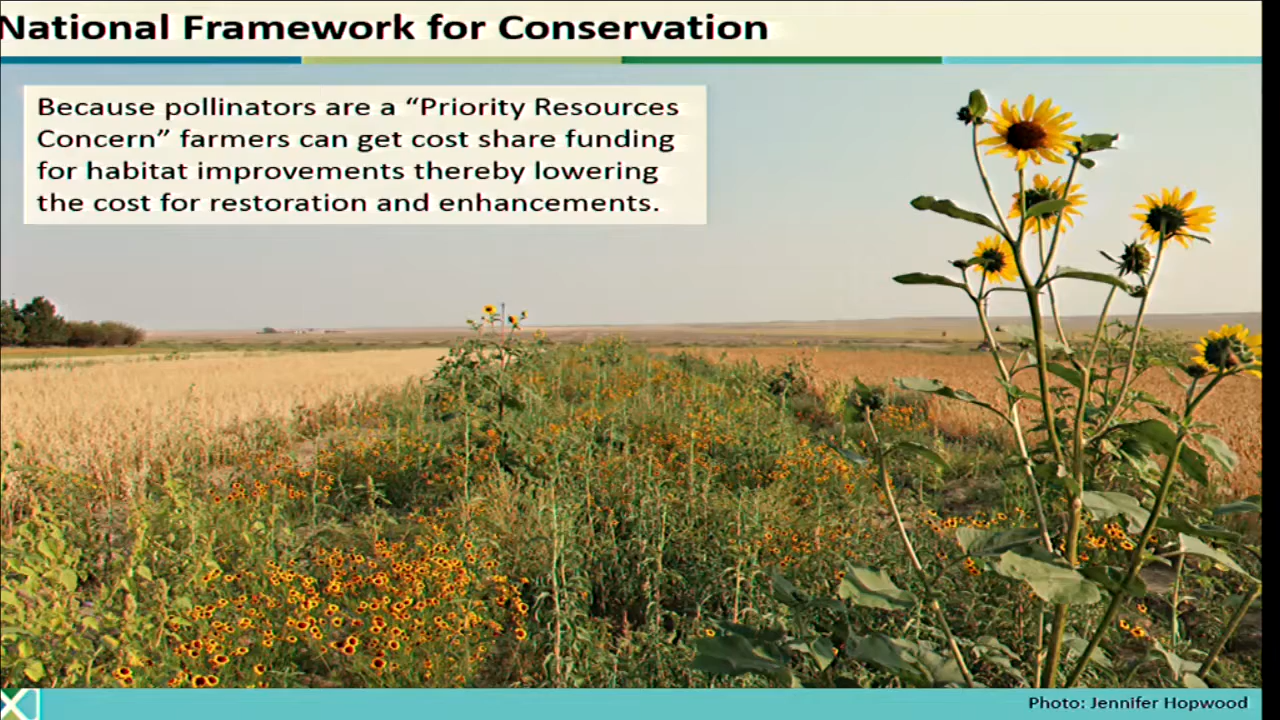 National Framework for Conservation
Because pollinators are a “Priority Resources
Concern” farmers can get cost share funding
for habitat improvements thereby lowering
the cost for restoration and enhancements.
Photo: Jennifer Hopwood